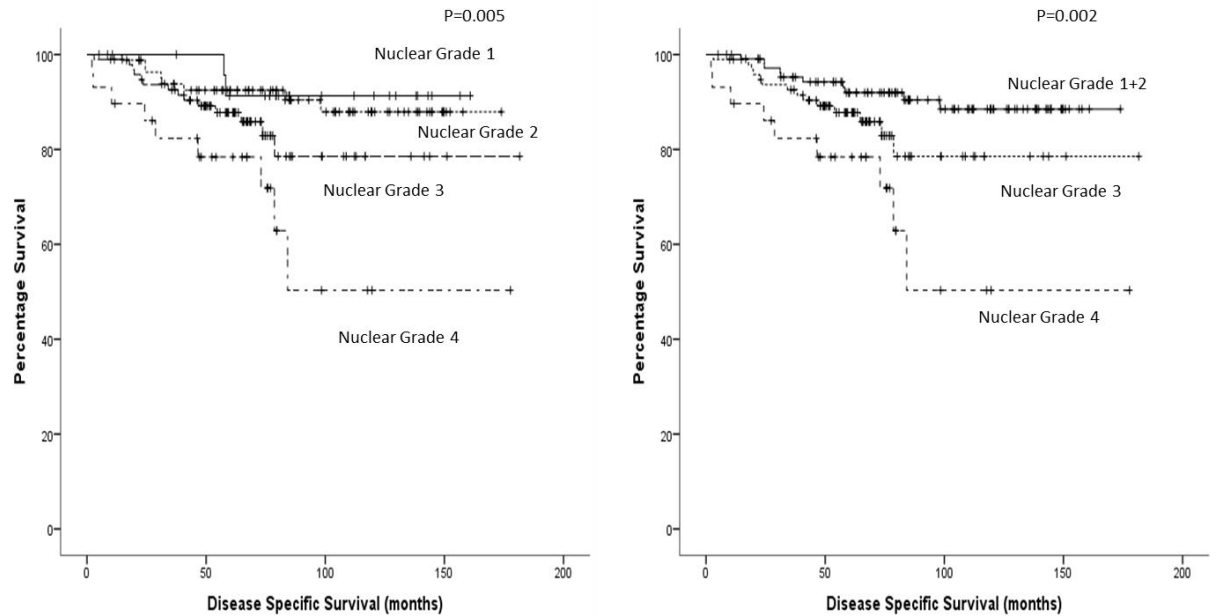 P=0.005
Nuclear Grade 1
Nuclear Grade 2
Nuclear Grade 3
Nuclear Grade 4
Percentage Survival
100
80
60
40
20
0
0 50 100 150 200
Disease Specific Survival (months)
P=0.002
Nuclear Grade 1+2
Nuclear Grade 3
Nuclear Grade 4
Percentage Survival
100
80
60
40
20
0
0 50 100 150 200
Disease Specific Survival (months)